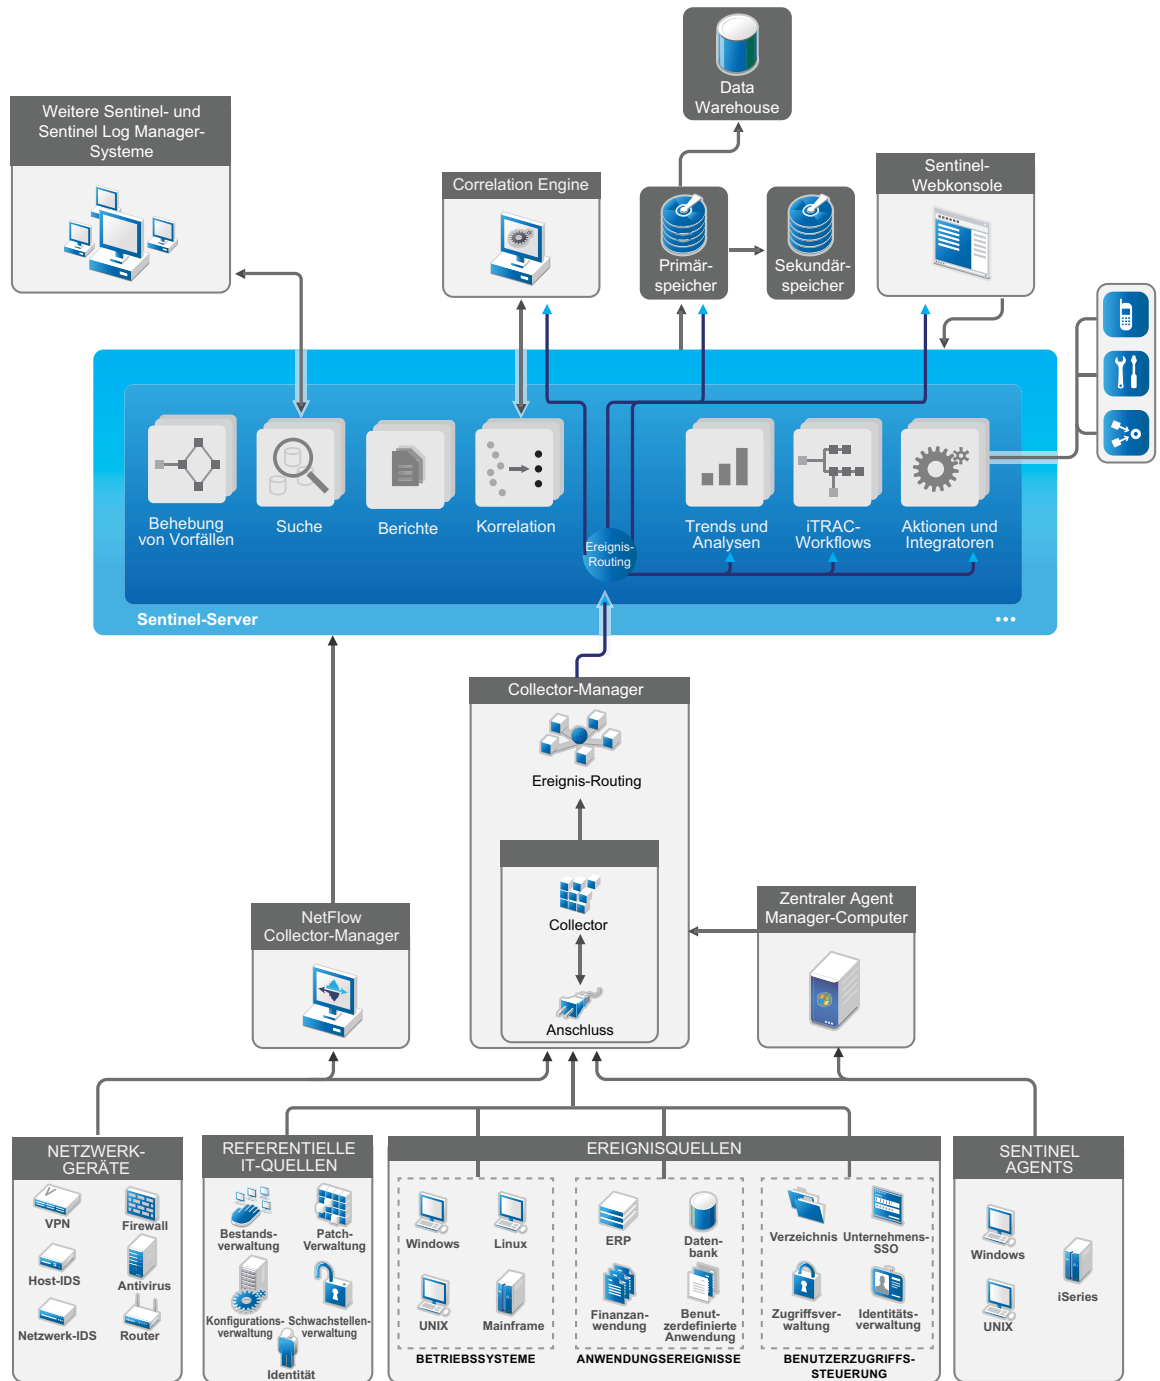 Data
Warehouse
Weitere Sentinel- und
Sentinel Log Manager-
Systeme
Correlation Engine
Primär-
speicher
Sekundär-
speicher
Sentinel-
Webkonsole
Behebung
von Vorfällen
Suche
Berichte
Korrelation
Ereignis-
Routing
Trends und
Analysen
iTRAC-
Workflows
Aktionen und
Integratoren
Sentinel-Server
Collector-Manager
Ereignis-Routing
Collector
Anschluss
NetFlow
Collector-Manager
Zentraler Agent
Manager-Computer
NETZWERK-
GERÄTE
VPN
Firewall
Host-IDS
Antivirus
Netzwerk-IDS
Router
REFERENTIELLE
IT-QUELLEN
Bestands-
verwaltung
Patch-
Verwaltung
Konfigurations-
verwaltung
Schwachstellen-
verwaltung
Identität
EREIGNISQUELLEN
Windows
Linux
UNIX
Mainframe
BETRIEBSSYSTEME
ERP
Daten-
bank
Finanzan-
wendung
Benut-
zerdefinierte
Anwendung
ANWENDUNGSEREIGNISSE
Verzeichnis
Unternehmens-
SSO
Zugriffsver-
waltung
Identitäts-
verwaltung
BENUTZERZUGRIFFS-
STEUERUNG
SENTINEL
AGENTS
Windows
iSeries
UNIX